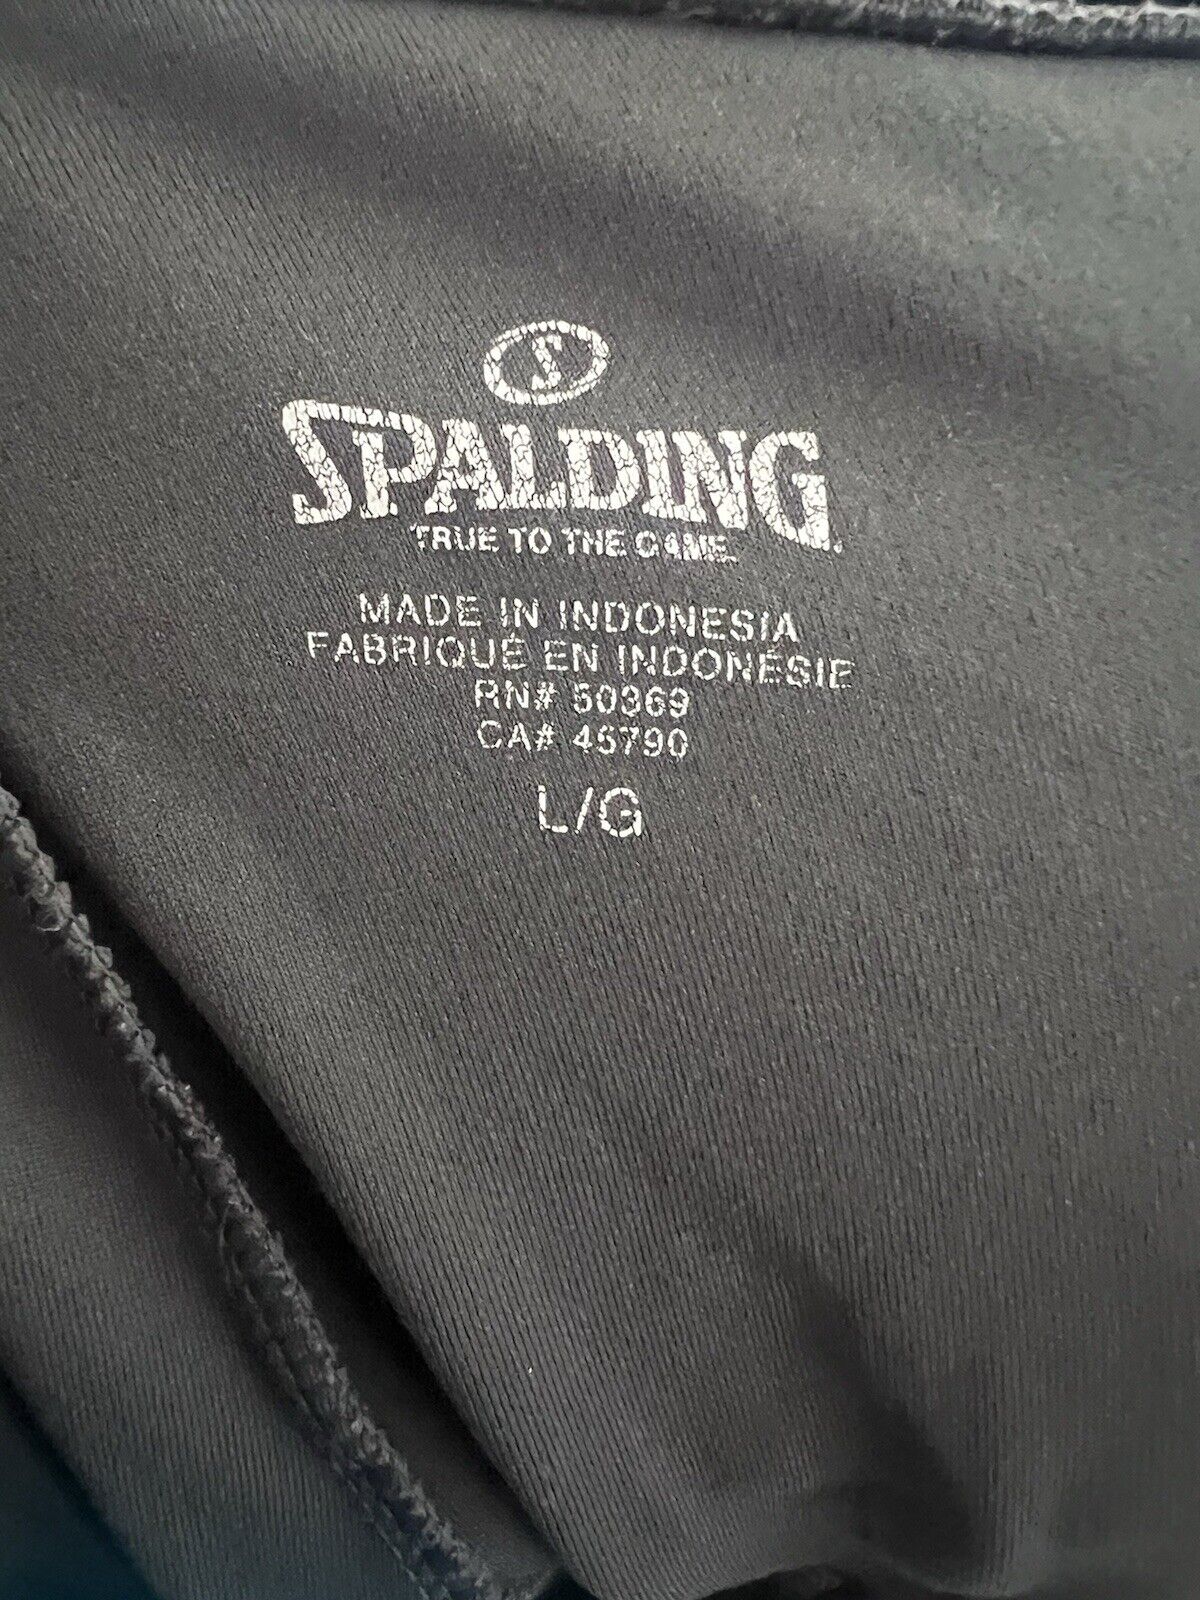 S
SPALDING
TRUE TO THE GAME
MADE IN INDONESIA
FABRIQUÉ EN INDONÉSIE
RN# 50369
CA# 45790
L/G